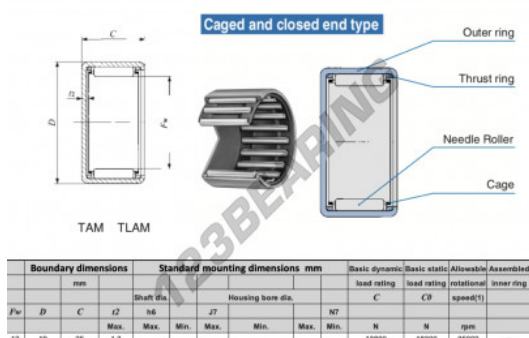 Caged and closed end type
C
t2
D
Fw
TAM TLAM
Outer ring
Thrust ring
Needle Roller
Cage
123BEARING
Boundary dimensions Standard mounting dimensions mm Basic dynamic Basic static Allowable Assembled
mm load rating load rating rotational inner ring
Shaft dia. Housing bore dia. C C0 speed(1)
Fw D C t2 h6 J7 N7
Max. Max. Min. Max. Min. Max. Min. N N rpm